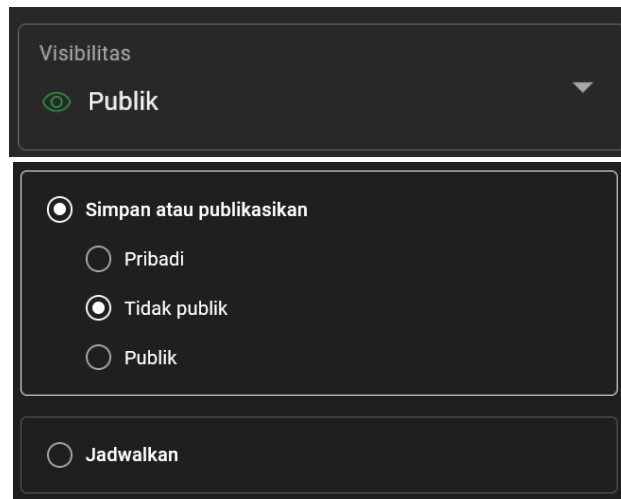 Visibilitas
Publik
Simpan atau publikasikan
Pribadi
Tidak publik
Publik
Jadwalkan